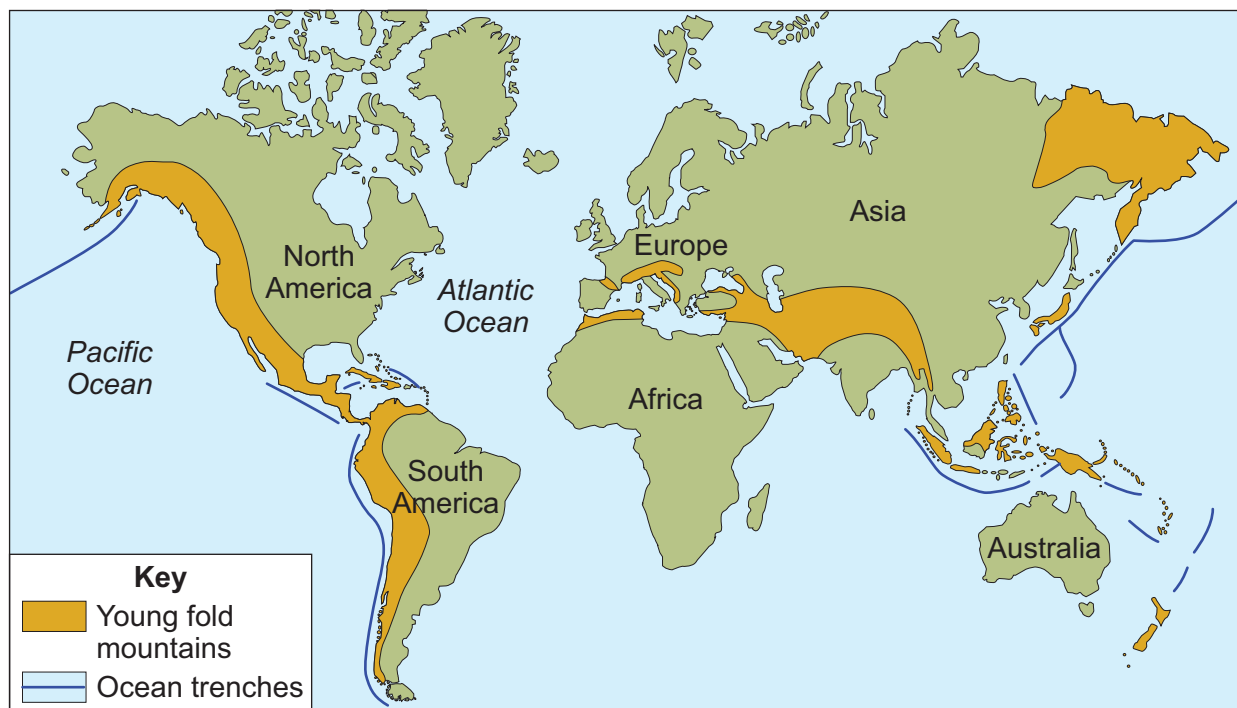 North
America
Pacific
Ocean
Atlantic
Ocean
South
America
Europe
Africa
Asia
Australia
Key
Young fold
mountains
Ocean trenches